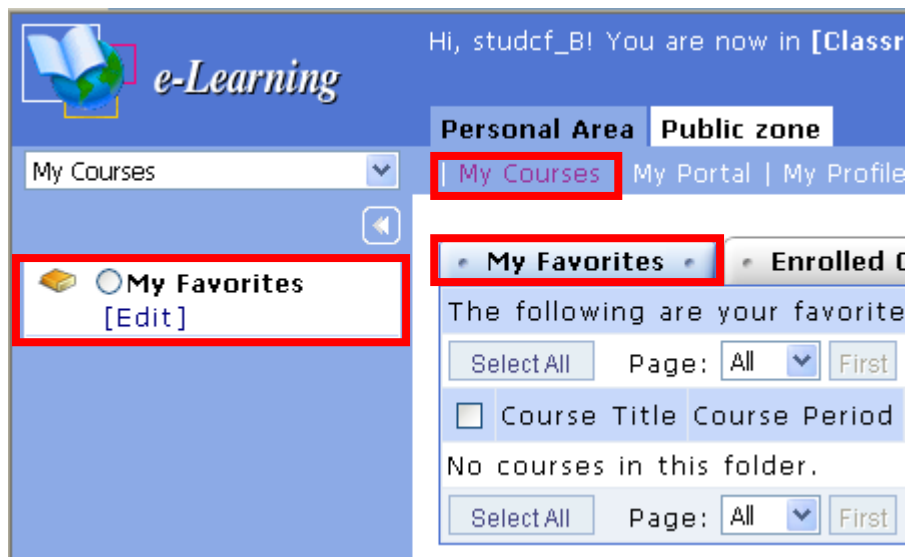 e-Learning
Hi, studcf_B! You are now in [Classr
Personal Area Public zone
My Courses
| My Courses | My Portal | My Profile
My Favorites
[Edit]
My Favorites Enrolled
The following are your favorite
Select All Page: All First
Course Title Course Period
No courses in this folder.
Select All Page: All First